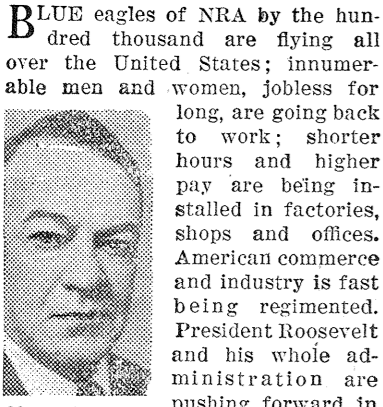 BLUE eagles of NRA by the hun-
dred thousand are flying all
over the United States; innumer-
able men and women, jobless for
long, are going back
to work; shorter
hours and higher
pay are being in-
stalled in factories,
shops and offices.
American commerce
and industry is fast
being regimented.
President Roosevelt
and his whole ad-
ministration are
pushing forward in